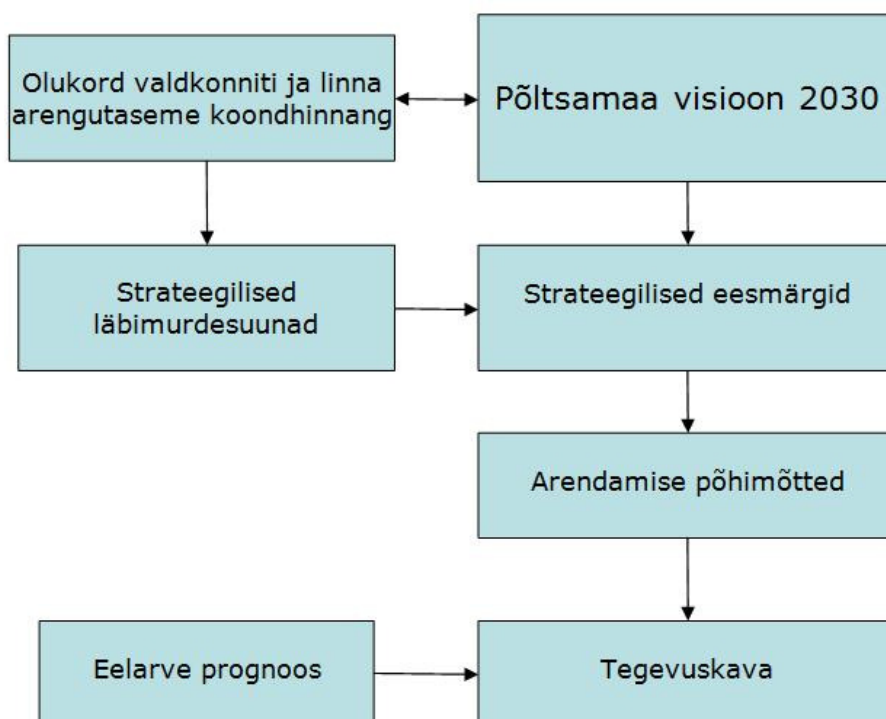 Olukord valdkonniti ja linna
arengutaseme koondhinnang
Põltsamaa visioon 2030
Strateegilised
läbimurdesuunad
Strateegilised eesmärgid
Arendamise põhimõtted
Eelarve prognoos
Tegevuskava